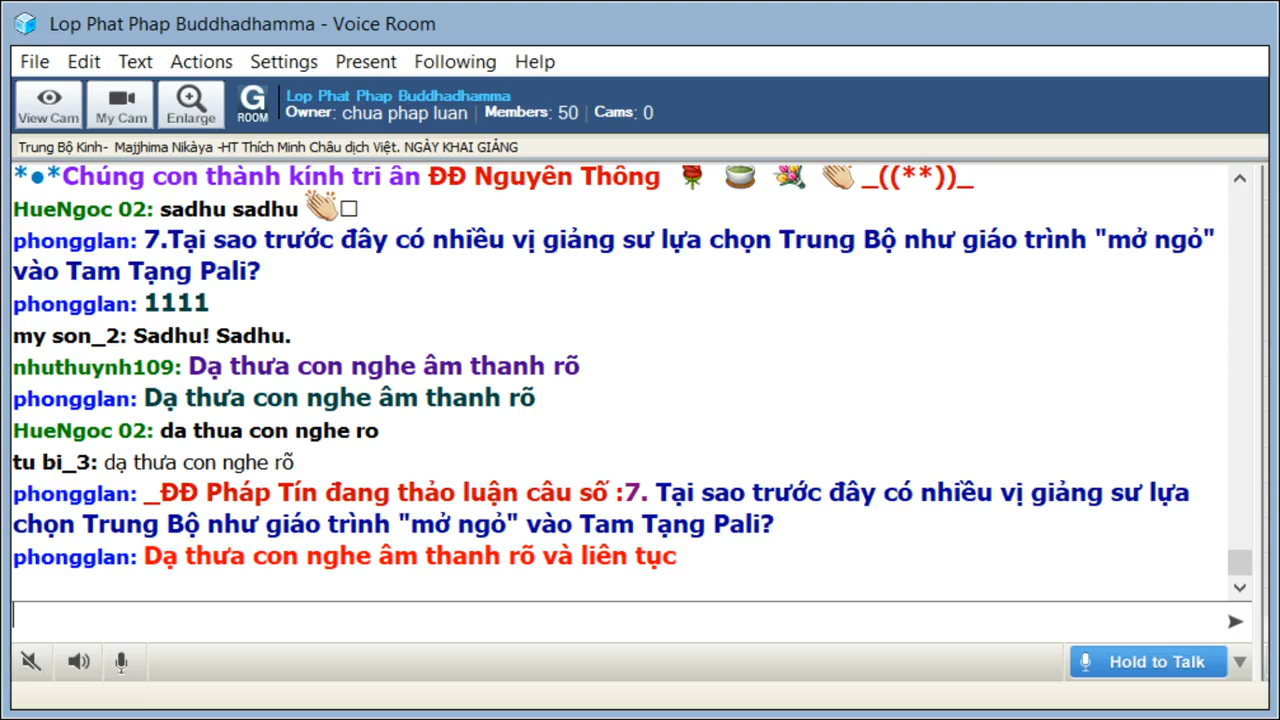 Lop Phat Phap Buddhadhamma - Voice Room
File Edit Text Actions Settings Present Following Help
View Cam My Cam Enlarge G ROOM
Lop Phat Phap Buddhadhamma
Owner: chua phap luan | Members: 50 | Cams: 0
Trung Bộ Kinh- Majjhima Nikàya -HT Thích Minh Châu dịch Việt. NGÀY KHAI GIẢNG
*●*Chúng con thành kính tri ân ĐĐ Nguyên Thông 🌹 🍵 💐 👏 _((**))_
HueNgoc 02: sadhu sadhu 👏□
phongglan: 7.Tại sao trước đây có nhiều vị giảng sư lựa chọn Trung Bộ như giáo trình "mở ngỏ"
vào Tam Tạng Pali?
phongglan: 1111
my son_2: Sadhu! Sadhu.
nhuthuynh109: Dạ thưa con nghe âm thanh rõ
phongglan: Dạ thưa con nghe âm thanh rõ
HueNgoc 02: da thua con nghe ro
tu bi_3: dạ thưa con nghe rõ
phongglan: _ĐĐ Pháp Tín đang thảo luận câu số :7. Tại sao trước đây có nhiều vị giảng sư lựa
chọn Trung Bộ như giáo trình "mở ngỏ" vào Tam Tạng Pali?
phongglan: Dạ thưa con nghe âm thanh rõ và liên tục
Hold to Talk